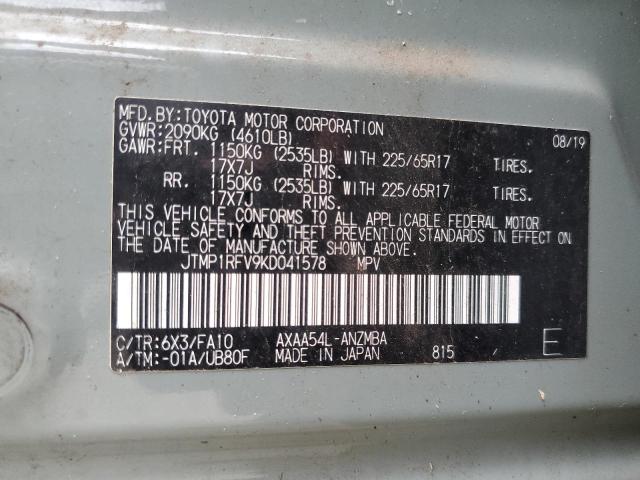 MFD.BY:TOYOTA MOTOR CORPORATION 08/19
GVWR:2090KG (4610LB)
GAWR:FRT. 1150KG (2535LB) WITH 225/65R17 TIRES.
17X7J RIMS.
RR. 1150KG (2535LB) WITH 225/65R17 TIRES.
17X7J RIMS.
THIS VEHICLE CONFORMS TO ALL APPLICABLE FEDERAL MOTOR
VEHICLE SAFETY AND THEFT PREVENTION STANDARDS IN EFFECT ON
THE DATE OF MANUFACTURE SHOWN ABOVE.
JTMP1RFV9KD041578 MPV
C/TR:6X3/FA10 AXAA54L-ANZMBA
A/TM:-01A/UB80F MADE IN JAPAN 815 E